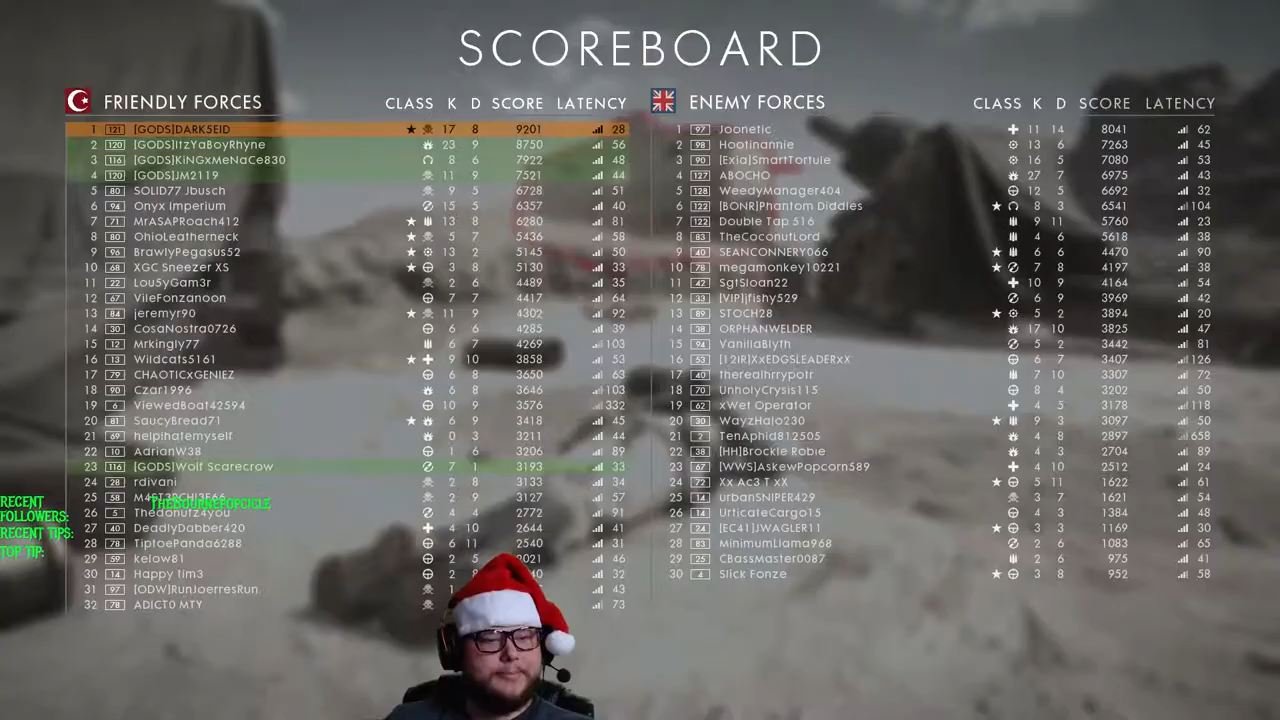 SCOREBOARD
FRIENDLY FORCES CLASS K D SCORE LATENCY
1 121 [GODS]DARK5EID 17 8 9201 28
2 120 [GODS]ItzYaBoyRhyne 23 9 8750 56
3 116 [GODS]KiNGxMeNaCe830 8 6 7922 48
4 120 [GODS]JM2119 11 9 7521 44
5 80 SOLID77 Jbusch 9 5 6728 51
6 94 Onyx Imperium 15 5 6357 40
7 71 MrASAPRoach412 13 8 6280 81
8 80 OhioLeatherneck 5 7 5436 58
9 96 BrawlyPegasus52 13 2 5145 50
10 68 XGC Sneezer XS 3 8 5130 33
11 22 Lou5yGam3r 2 6 4489 35
12 67 VileFonzanoon 7 7 4417 64
13 84 jeremyr90 11 9 4302 92
14 30 CosaNostra0726 6 6 4285 39
15 12 Mrkingly77 6 7 4269 103
16 13 Wildcats5161 9 10 3858 53
17 79 CHAOTICxGENIEZ 6 8 3650 63
18 90 Czar1996 6 8 3646 103
19 6 ViewedBoat42594 10 9 3576 332
20 81 SaucyBread71 6 9 3418 45
21 69 helpihatemyself 0 3 3211 44
22 10 AdrianW38 1 6 3206 89
23 116 [GODS]Wolf Scarecrow 7 1 3193 33
24 28 rdivani 2 8 3133 34
25 58 2 9 3127 57
26 5 Thedonutz4you 4 4 2772 91
27 40 DeadlyDabber420 4 10 2644 41
28 78 TiptoePanda6288 6 11 2540 31
29 59 kelow81 2 5 2021 46
30 14 Happy Tim3 2 32
31 97 [ODW]RunJoerresRun 1 43
32 78 ADICT0 MTY 73
ENEMY FORCES CLASS K D SCORE LATENCY
1 97 Joonetic 11 14 8041 62
2 98 Hootinannie 13 6 7263 45
3 90 [Exia]SmartTortule 16 5 7080 53
4 127 ABOCHO 27 7 6975 43
5 128 WeedyManager404 12 5 6692 32
6 122 [BONR]Phantom Diddles 8 3 6541 104
7 122 Double Tap 516 9 11 5760 23
8 83 TheCoconutLord 4 6 5618 38
9 40 SEANCONNERY066 6 6 4470 90
10 78 megamonkey10221 7 8 4197 38
11 42 SgtSloan22 10 9 4164 54
12 33 [VIP]jfishy529 6 9 3969 42
13 89 STOCH28 5 2 3894 20
14 38 ORPHANWELDER 17 10 3825 47
15 94 VanillaBlyth 5 2 3442 81
16 53 [12IR]XxEDGSLEADERxX 6 7 3407 126
17 40 therealhrrypotr 7 10 3307 72
18 70 UnholyCrysis115 8 4 3202 50
19 62 xWet Operator 4 5 3178 118
20 30 WayzHalo230 9 3 3097 50
21 2 TenAphid812505 4 8 2897 658
22 38 [HH]Brockle Robie 4 3 2704 89
23 67 [WWS]AskewPopcorn589 4 10 2512 24
24 72 Xx Ac3 T xX 5 11 1622 61
25 14 urbanSNIPER429 3 7 1621 54
26 14 UrticateCargo15 4 3 1384 48
27 24 [EC41]JWAGLER11 3 3 1169 30
28 83 MinimumLlama968 2 6 1083 65
29 25 CBassMaster0087 2 6 975 41
30 4 Slick Fonze 3 8 952 58
RECENT FOLLOWERS: THEBOURNEPOPCICLE
RECENT TIPS:
TOP TIP: